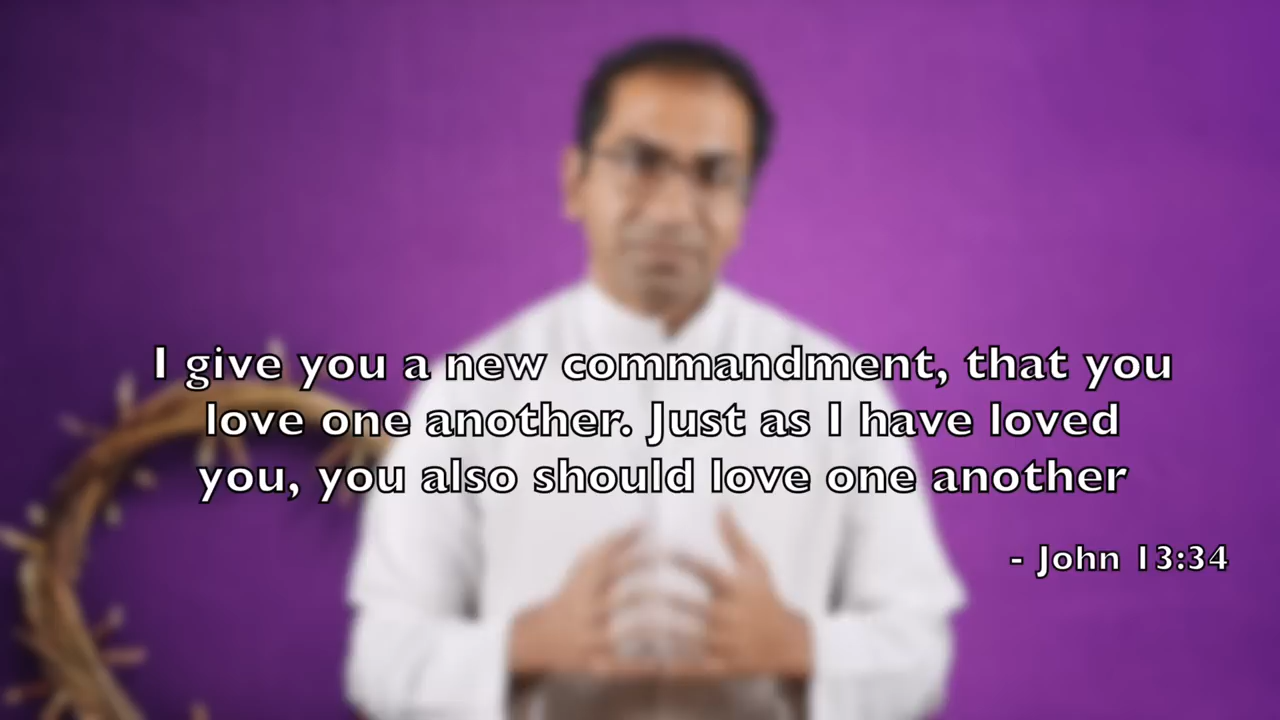 I give you a new commandment, that you
love one another. Just as I have loved
you, you also should love one another
- John 13:34